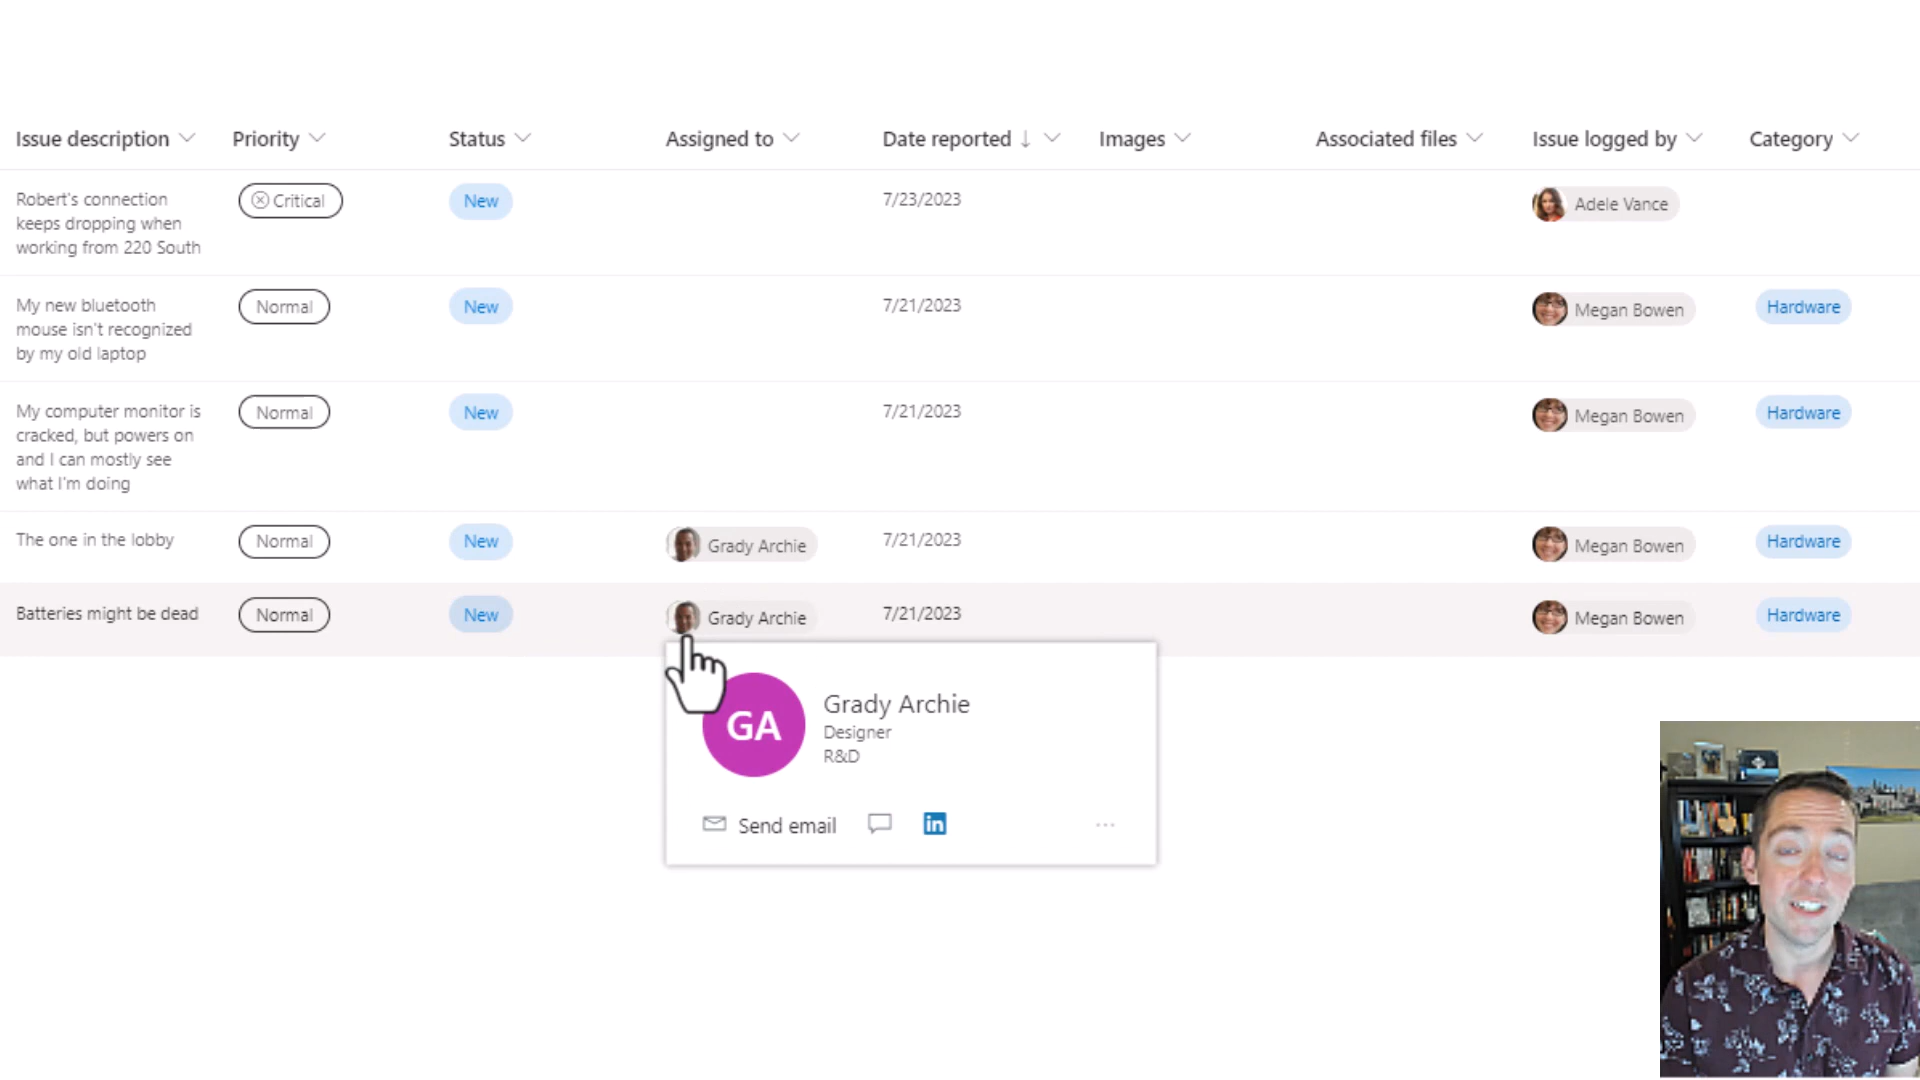 Issue description Priority Status Assigned to Date reported Images Associated files Issue logged by Category
Robert's connection
keeps dropping when
working from 220 South
Critical
New
7/23/2023
Adele Vance
My new bluetooth
mouse isn't recognized
by my old laptop
Normal
New
7/21/2023
Megan Bowen
Hardware
My computer monitor is
cracked, but powers on
and I can mostly see
what I'm doing
Normal
New
7/21/2023
Megan Bowen
Hardware
The one in the lobby
Normal
New
Grady Archie
7/21/2023
Megan Bowen
Hardware
Batteries might be dead
Normal
New
Grady Archie
7/21/2023
Megan Bowen
Hardware
GA
Grady Archie
Designer
R&D
Send email
in